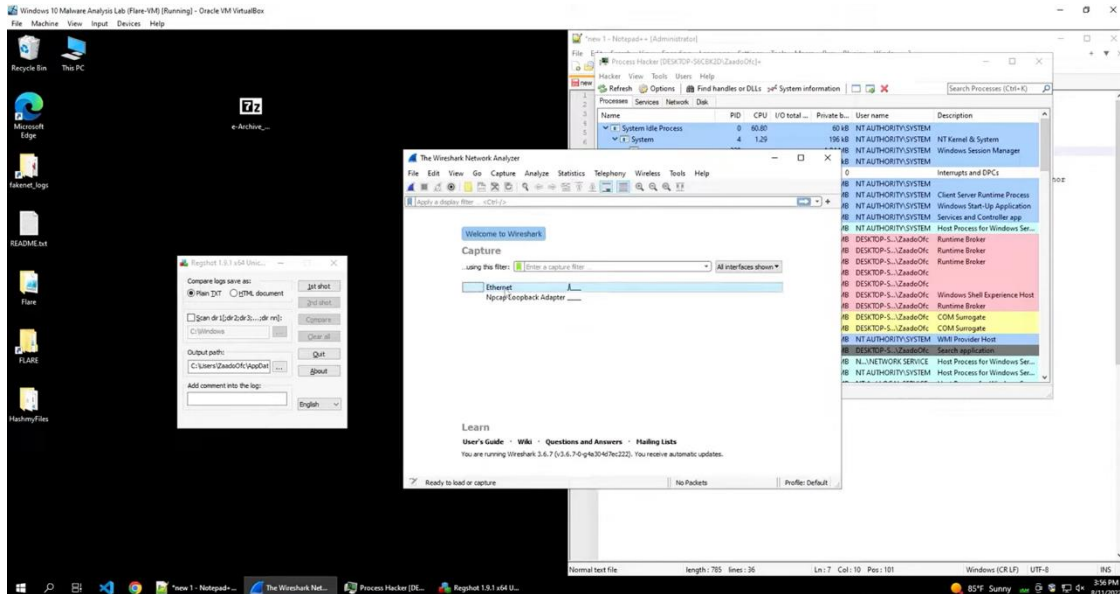 Windows 10 Malware Analysis Lab (Flare-VM) [Running] - Oracle VM VirtualBox
File Machine View Input Devices Help
Recycle Bin
This PC
Microsoft Edge
e-Archive_...
fakenet_logs
README.txt
Flare
FLARE
HashmyFiles
*new 1 - Notepad++ [Administrator]
Process Hacker [DESKTOP-S6C8K2D\ZaadoOfc]+
Hacker View Tools Users Help
Refresh Options Find handles or DLLs System information Search Processes (Ctrl+K)
Processes Services Network Disk
Name PID CPU I/O total ... Private b... User name Description
System Idle Process 0 60.80 60 kB NT AUTHORITY\SYSTEM
System 4 1.29 196 kB NT AUTHORITY\SYSTEM NT Kernel & System
NT AUTHORITY\SYSTEM Windows Session Manager
NT AUTHORITY\SYSTEM
0 Interrupts and DPCs
NT AUTHORITY\SYSTEM
NT AUTHORITY\SYSTEM Client Server Runtime Process
NT AUTHORITY\SYSTEM Windows Start-Up Application
NT AUTHORITY\SYSTEM Services and Controller app
NT AUTHORITY\SYSTEM Host Process for Windows Ser...
DESKTOP-S...\ZaadoOfc Runtime Broker
DESKTOP-S...\ZaadoOfc Runtime Broker
DESKTOP-S...\ZaadoOfc Runtime Broker
DESKTOP-S...\ZaadoOfc
DESKTOP-S...\ZaadoOfc Windows Shell Experience Host
DESKTOP-S...\ZaadoOfc Runtime Broker
DESKTOP-S...\ZaadoOfc COM Surrogate
DESKTOP-S...\ZaadoOfc COM Surrogate
NT AUTHORITY\SYSTEM WMI Provider Host
DESKTOP-S...\ZaadoOfc Search application
N...\NETWORK SERVICE Host Process for Windows Ser...
NT AUTHORITY\SYSTEM Host Process for Windows Ser...
The Wireshark Network Analyzer
File Edit View Go Capture Analyze Statistics Telephony Wireless Tools Help
Apply a display filter ... <Ctrl-/>
Welcome to Wireshark
Capture
...using this filter: Enter a capture filter ... All interfaces shown
Ethernet
Npcap Loopback Adapter
Learn
User's Guide · Wiki · Questions and Answers · Mailing Lists
You are running Wireshark 3.6.7 (v3.6.7-0-g4a304d7ec222). You receive automatic updates.
Ready to load or capture No Packets Profile: Default
Regshot 1.9.1 x64 Unic...
Compare logs save as:
Plain TXT HTML document
1st shot
2nd shot
Scan dir1[;dir2;dir3;...;dir nn]:
Compare
C:\Windows ...
Clear all
Output path:
Quit
C:\Users\ZaadoOfc\AppDat ...
About
Add comment into the log:
English
Normal text file length : 785 lines : 36 Ln : 7 Col : 10 Pos : 101 Windows (CR LF) UTF-8 INS
*new 1 - Notepad+... The Wireshark Net... Process Hacker [DE... Regshot 1.9.1 x64 U...
85°F Sunny 3:56 PM